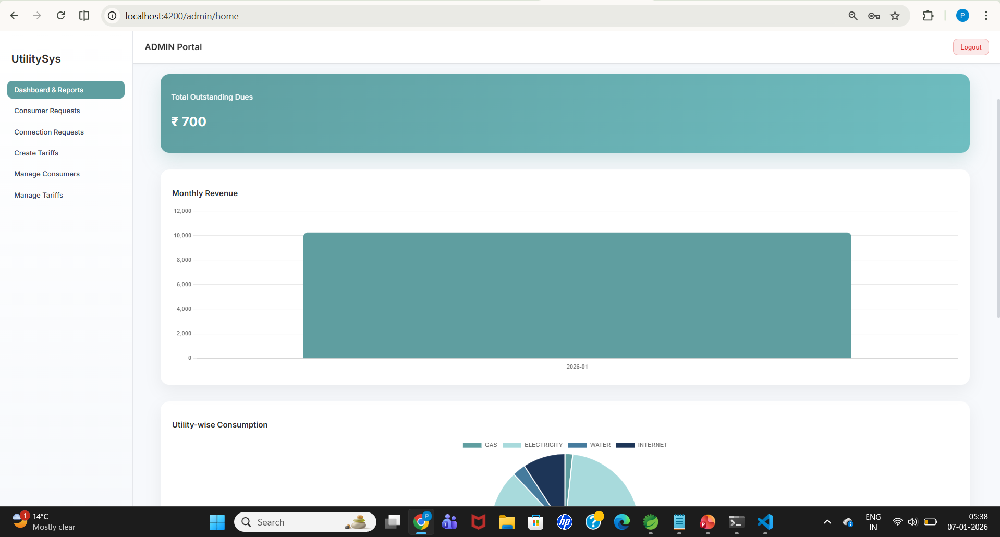 localhost:4200/admin/home
P
UtilitySys
ADMIN Portal
Logout
Dashboard & Reports
Consumer Requests
Connection Requests
Create Tariffs
Manage Consumers
Manage Tariffs
Total Outstanding Dues
₹ 700
Monthly Revenue
12,000
10,000
8,000
6,000
4,000
2,000
0
2026-01
Utility-wise Consumption
GAS ELECTRICITY WATER INTERNET
1
14°C
Mostly clear
Search
P
T
hp
?
P
ENG
IN
05:38
07-01-2026